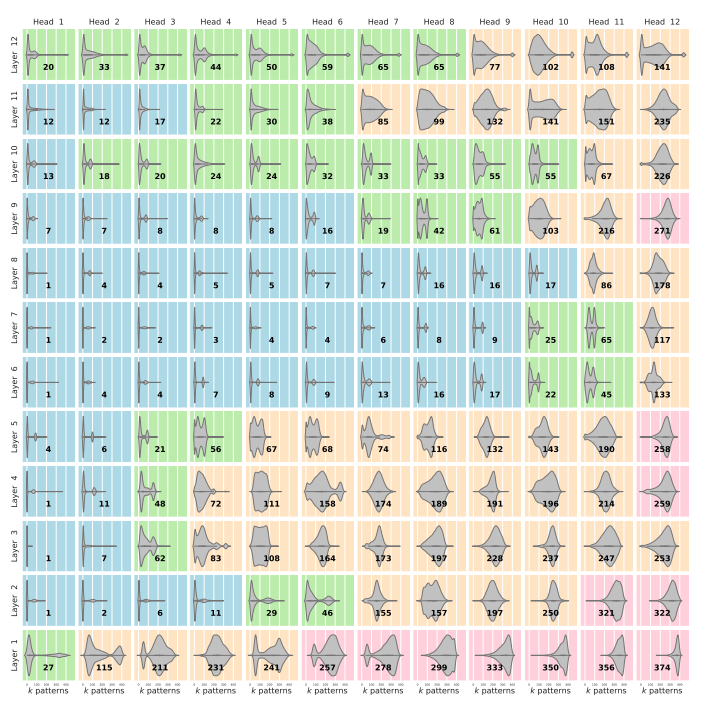 Head 1 Head 2 Head 3 Head 4 Head 5 Head 6 Head 7 Head 8 Head 9 Head 10 Head 11 Head 12
Layer 12 20 33 37 44 50 59 65 65 77 102 108 141
Layer 11 12 12 17 22 30 38 85 99 132 141 151 235
Layer 10 13 18 20 24 24 32 33 33 55 55 67 226
Layer 9 7 7 8 8 8 16 19 42 61 103 216 271
Layer 8 1 4 4 5 5 7 7 16 16 17 86 178
Layer 7 1 2 2 3 4 4 6 8 9 25 65 117
Layer 6 1 4 4 7 8 9 13 16 17 22 45 133
Layer 5 4 6 21 56 67 68 74 116 132 143 190 258
Layer 4 1 11 48 72 111 158 174 189 191 196 214 259
Layer 3 1 7 62 83 108 164 173 197 228 237 247 253
Layer 2 1 2 6 11 29 46 155 157 197 250 321 322
Layer 1 27 115 211 231 241 257 278 299 333 350 356 374
k patterns k patterns k patterns k patterns k patterns k patterns k patterns k patterns k patterns k patterns k patterns k patterns